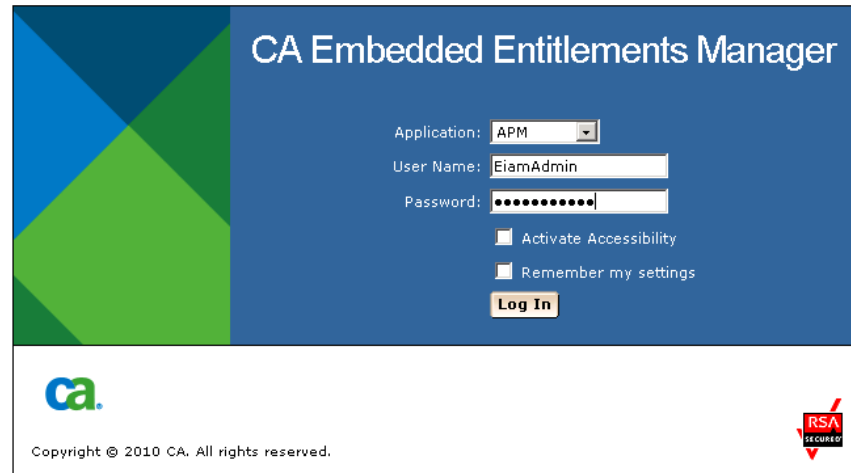 CA Embedded Entitlements Manager
Application: APM
User Name: EiamAdmin
Password: •••••••••••
Activate Accessibility
Remember my settings
Log In
ca.
Copyright © 2010 CA. All rights reserved.
RSA
SECURED